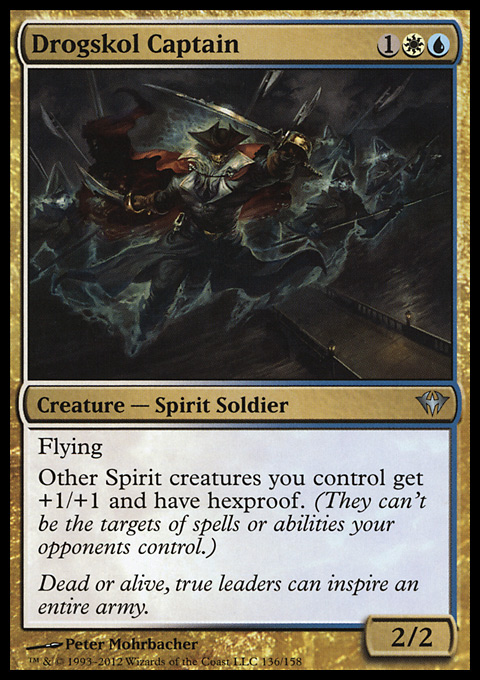 Drogskol Captain 1
Creature — Spirit Soldier
Flying
Other Spirit creatures you control get
+1/+1 and have hexproof. (They can't
be the targets of spells or abilities your
opponents control.)
Dead or alive, true leaders can inspire an
entire army.
Peter Mohrbacher
2/2
™ & © 1993–2012 Wizards of the Coast LLC 136/158